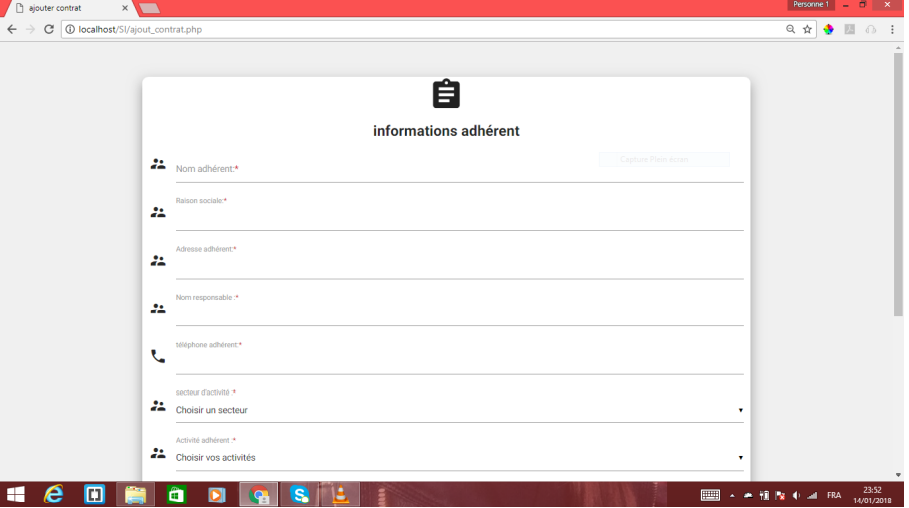 ajouter contrat
Personne 1
localhost/SI/ajout_contrat.php
informations adhérent
Capture Plein écran
Nom adhérent:*
Raison sociale:*
Adresse adhérent:*
Nom responsable :*
téléphone adhérent:*
secteur d'activité :*
Choisir un secteur
Activité adhérent :*
Choisir vos activités
FRA
23:52
14/01/2018